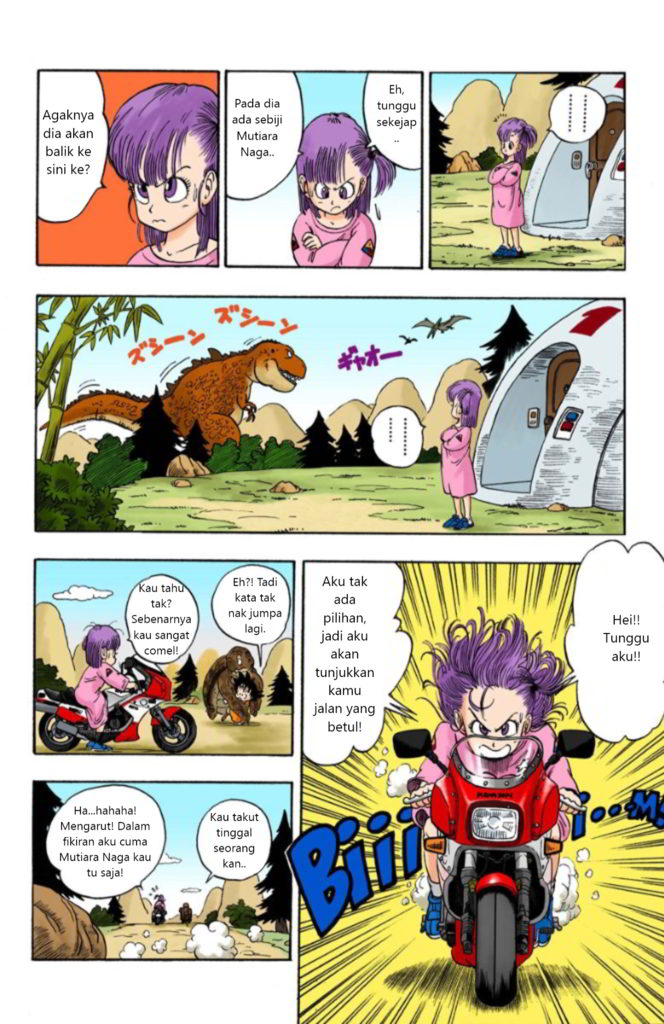 ............
Eh,
tunggu
sekejap
..
Pada dia
ada sebiji
Mutiara
Naga..
Agaknya
dia akan
balik ke
sini ke?
1
ギャオー
ズシーン
ズシーン
............
Hei!!
Tunggu
aku!!
Aku tak
ada
pilihan,
jadi aku
akan
tunjukkan
kamu
jalan yang
betul!
Eh?! Tadi
kata tak
nak jumpa
lagi.
Kau tahu
tak?
Sebenarnya
kau sangat
comel!
Kau takut
tinggal
seorang
kan..
Ha...hahaha!
Mengarut! Dalam
fikiran aku cuma
Mutiara Naga kau
tu saja!